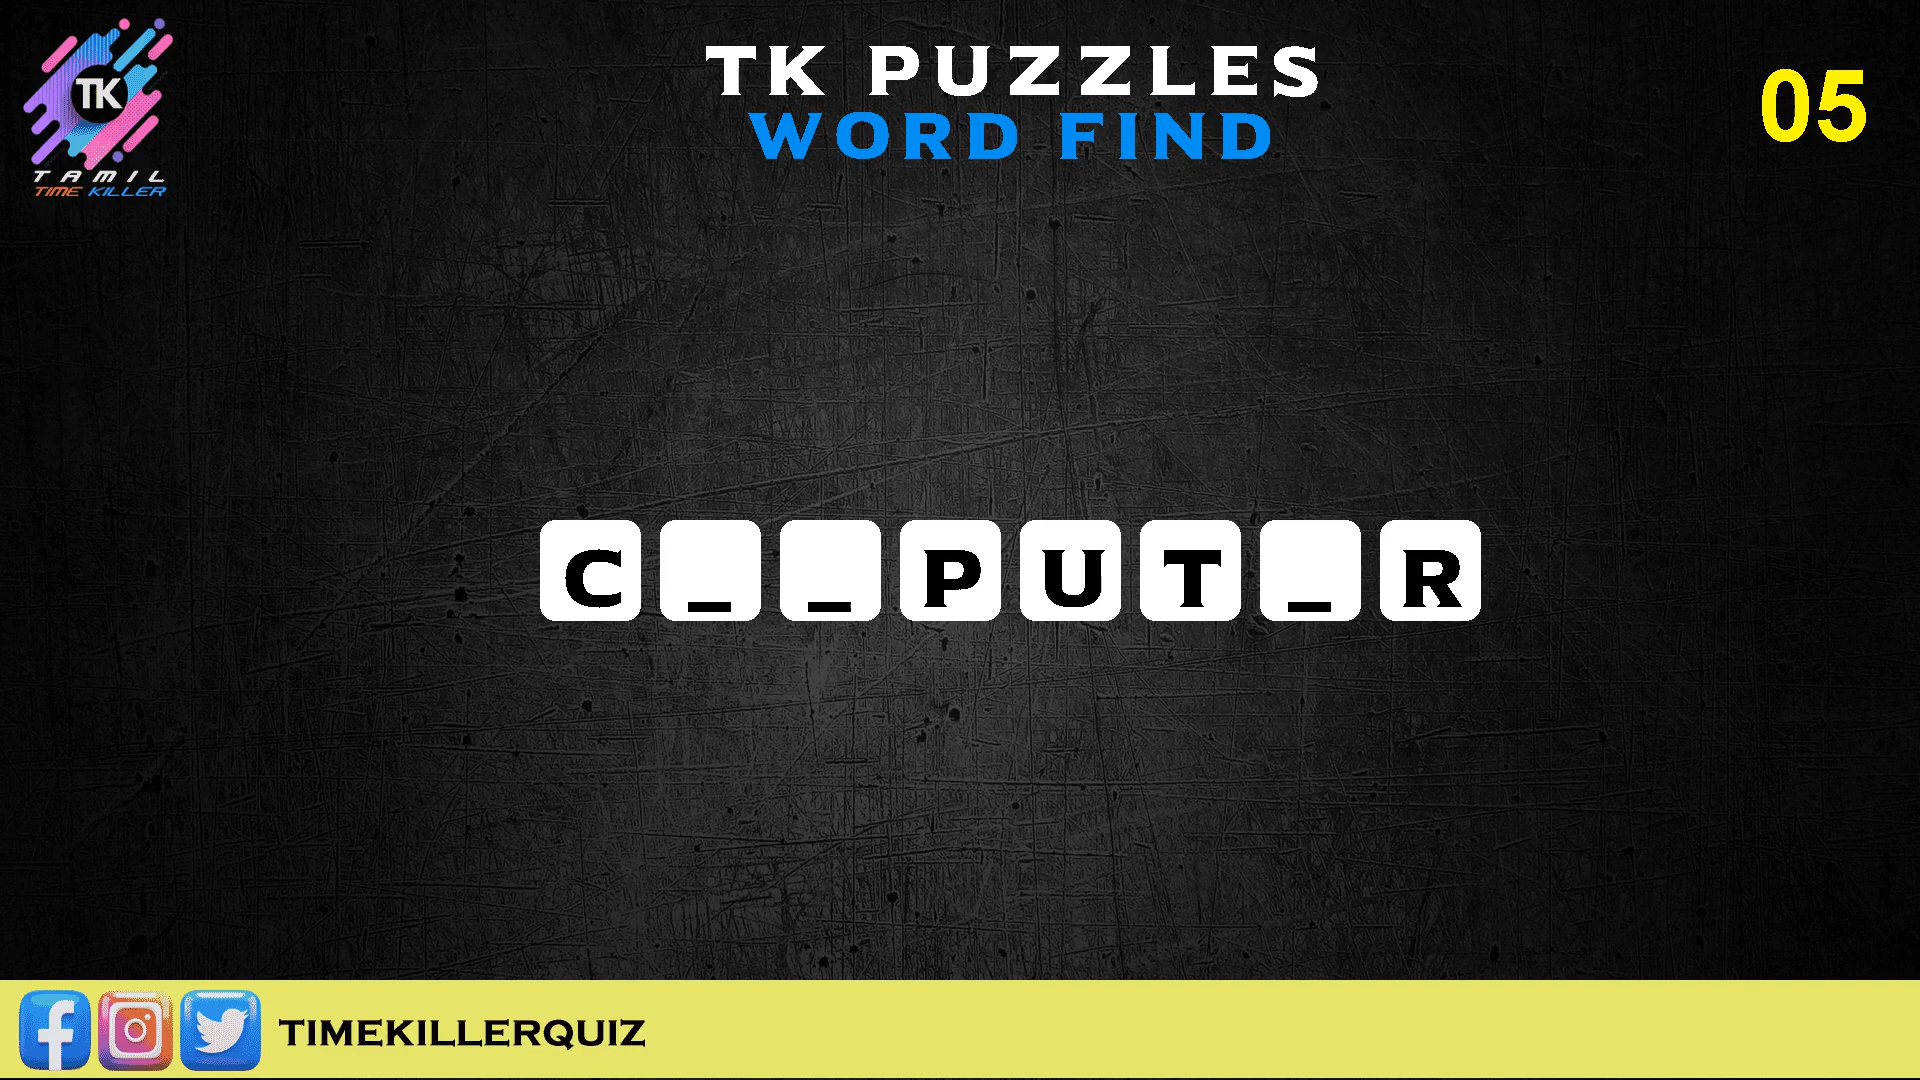 TK PUZZLES
WORD FIND
05
TK
TAMIL
TIME KILLER
C _ _ P U T _ R
TIMEKILLERQUIZ